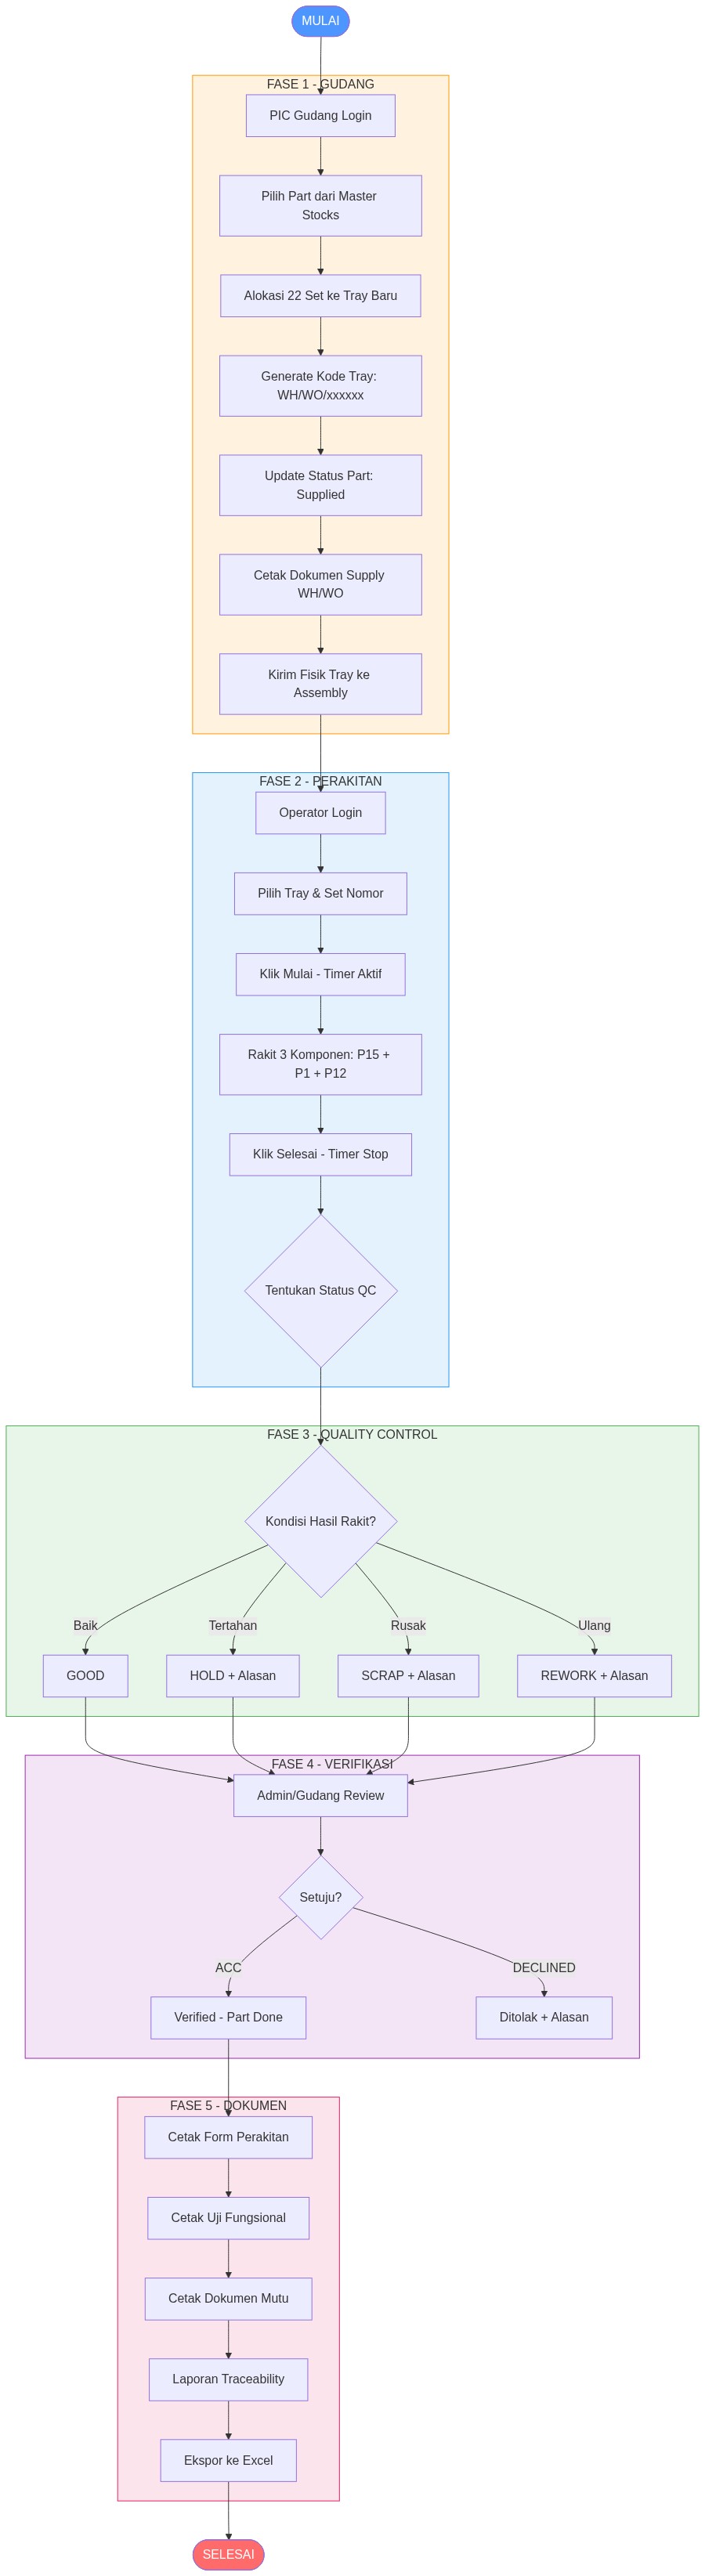 MULAI
FASE 1 - GUDANG
PIC Gudang Login
Pilih Part dari Master
Stocks
Alokasi 22 Set ke Tray Baru
Generate Kode Tray:
WH/WO/xxxxxx
Update Status Part:
Supplied
Cetak Dokumen Supply
WH/WO
Kirim Fisik Tray ke
Assembly
FASE 2 - PERAKITAN
Operator Login
Pilih Tray & Set Nomor
Klik Mulai - Timer Aktif
Rakit 3 Komponen: P15 +
P1 + P12
Klik Selesai - Timer Stop
Tentukan Status QC
FASE 3 - QUALITY CONTROL
Kondisi Hasil Rakit?
Baik
Tertahan
Rusak
Ulang
GOOD
HOLD + Alasan
SCRAP + Alasan
REWORK + Alasan
FASE 4 - VERIFIKASI
Admin/Gudang Review
Setuju?
ACC
DECLINED
Verified - Part Done
Ditolak + Alasan
FASE 5 - DOKUMEN
Cetak Form Perakitan
Cetak Uji Fungsional
Cetak Dokumen Mutu
Laporan Traceability
Ekspor ke Excel
SELESAI